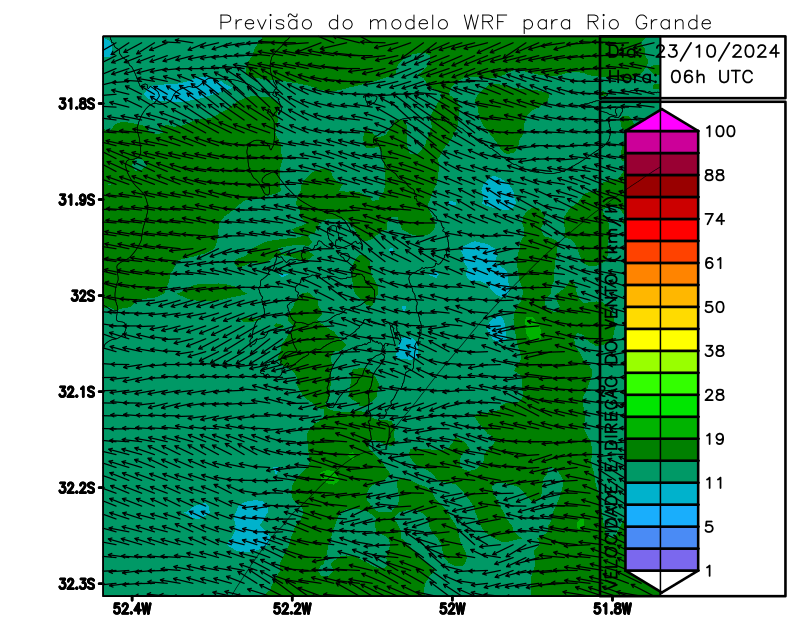 Previsão do modelo WRF para Rio Grande
Dia: 23/10/2024
Hora: 06h UTC
31.8S
31.9S
32S
32.1S
32.2S
32.3S
52.4W
52.2W
52W
51.8W
VELOCIDADE E DIREÇÃO DO VENTO (km/h)
100
88
74
61
50
38
28
19
11
5
1